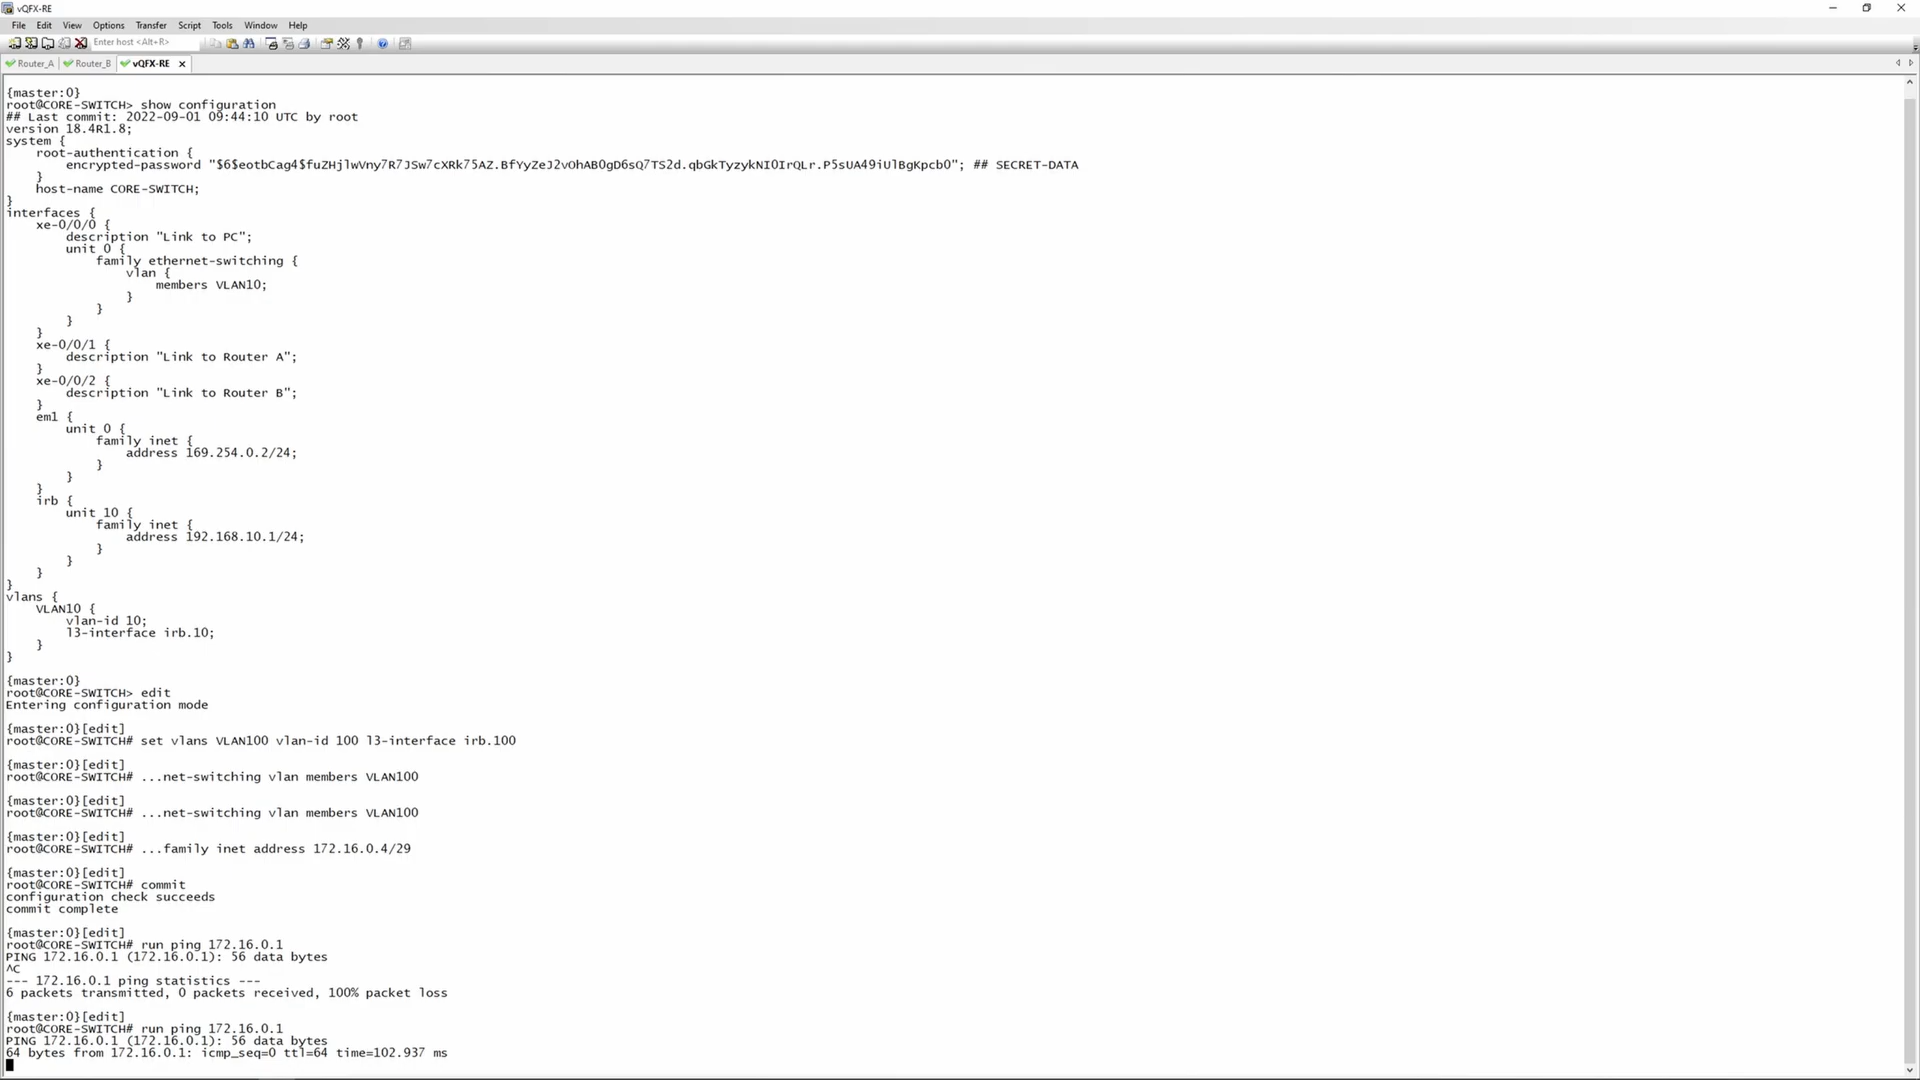 vQFX-RE
File Edit View Options Transfer Script Tools Window Help
Enter host <Alt+R>
Router_A Router_B vQFX-RE
{master:0}
root@CORE-SWITCH> show configuration
## Last commit: 2022-09-01 09:44:10 UTC by root
version 18.4R1.8;
system {
    root-authentication {
        encrypted-password "$6$eotbCag4$fuZHjlwVny7R7JSw7cXRk75AZ.BfYyZeJ2vOhAB0gD6sQ7TS2d.qbGkTyzykNI0IrQLr.P5sUA49iUlBgKpcb0"; ## SECRET-DATA
    }
    host-name CORE-SWITCH;
}
interfaces {
    xe-0/0/0 {
        description "Link to PC";
        unit 0 {
            family ethernet-switching {
                vlan {
                    members VLAN10;
                }
            }
        }
    }
    xe-0/0/1 {
        description "Link to Router A";
    }
    xe-0/0/2 {
        description "Link to Router B";
    }
    em1 {
        unit 0 {
            family inet {
                address 169.254.0.2/24;
            }
        }
    }
    irb {
        unit 10 {
            family inet {
                address 192.168.10.1/24;
            }
        }
    }
}
vlans {
    VLAN10 {
        vlan-id 10;
        l3-interface irb.10;
    }
}
{master:0}
root@CORE-SWITCH> edit
Entering configuration mode
{master:0}[edit]
root@CORE-SWITCH# set vlans VLAN100 vlan-id 100 l3-interface irb.100
{master:0}[edit]
root@CORE-SWITCH# ...net-switching vlan members VLAN100
{master:0}[edit]
root@CORE-SWITCH# ...net-switching vlan members VLAN100
{master:0}[edit]
root@CORE-SWITCH# ...family inet address 172.16.0.4/29
{master:0}[edit]
root@CORE-SWITCH# commit
configuration check succeeds
commit complete
{master:0}[edit]
root@CORE-SWITCH# run ping 172.16.0.1
PING 172.16.0.1 (172.16.0.1): 56 data bytes
^C
--- 172.16.0.1 ping statistics ---
6 packets transmitted, 0 packets received, 100% packet loss
{master:0}[edit]
root@CORE-SWITCH# run ping 172.16.0.1
PING 172.16.0.1 (172.16.0.1): 56 data bytes
64 bytes from 172.16.0.1: icmp_seq=0 ttl=64 time=102.937 ms